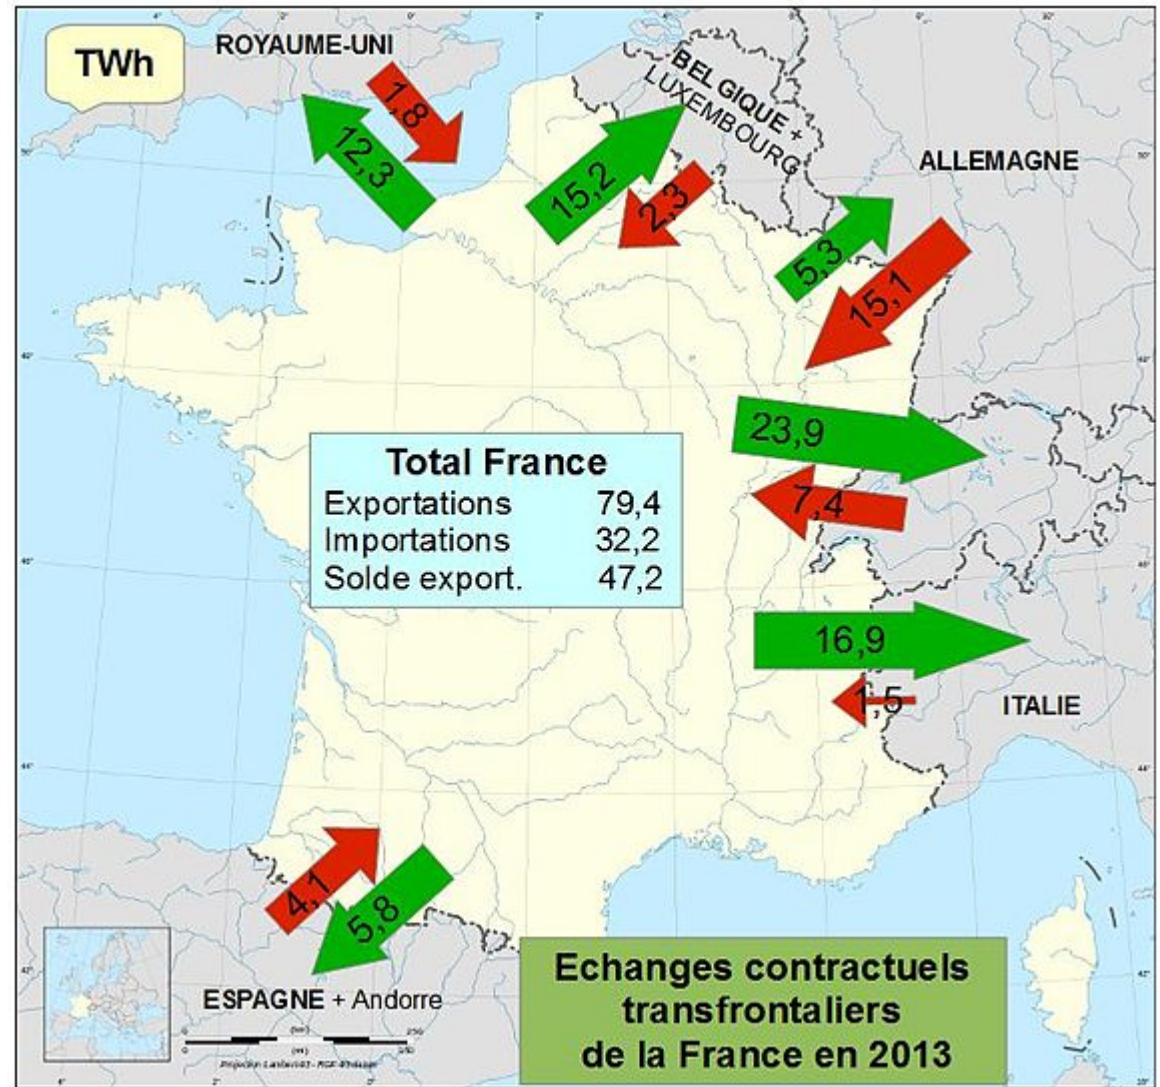 TWh
ROYAUME-UNI
1,8
12,3
BELGIQUE +
LUXEMBOURG
15,2
2,3
ALLEMAGNE
5,3
15,1
23,9
7,4
Total France
Exportations 79,4
Importations 32,2
Solde export. 47,2
16,9
1,5
ITALIE
4,1
5,8
ESPAGNE + Andorre
Echanges contractuels
transfrontaliers
de la France en 2013